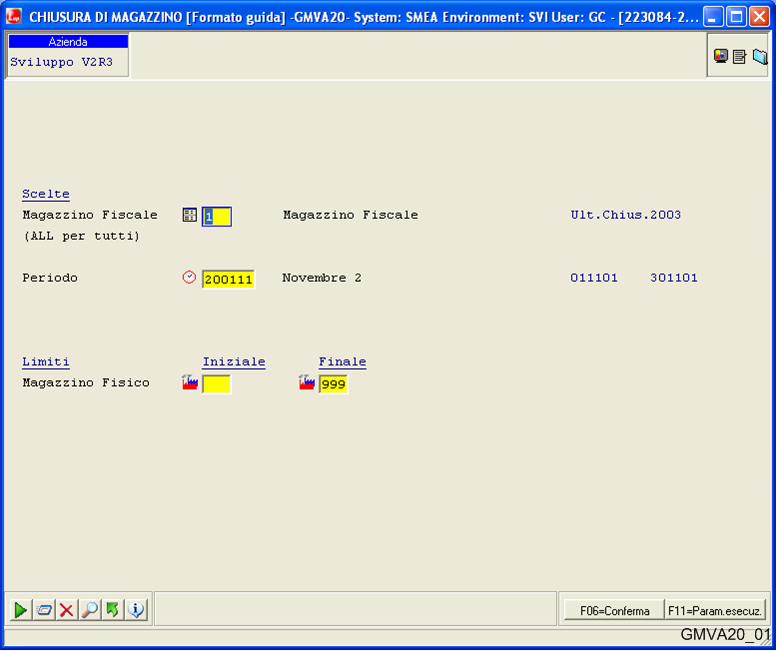 CHIUSURA DI MAGAZZINO [Formato guida] -GMVA20- System: SMEA Environment: SVI User: GC - [223084-2...
Azienda
Sviluppo V2R3
Scelte
Magazzino Fiscale 1 Magazzino Fiscale Ult.Chius.2003
(ALL per tutti)
Periodo 200111 Novembre 2 011101 301101
Limiti Iniziale Finale
Magazzino Fisico 999
F06=Conferma F11=Param.esecuz.
GMVA20_01